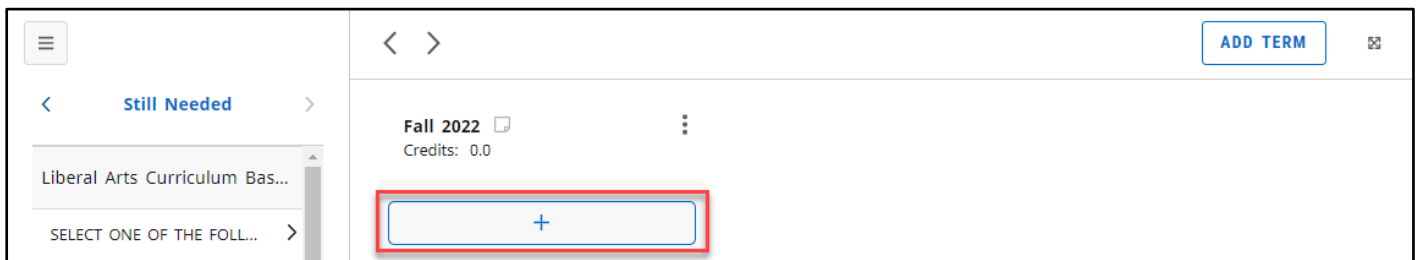 ADD TERM
Still Needed
Fall 2022
Credits: 0.0
Liberal Arts Curriculum Bas...
SELECT ONE OF THE FOLL...
+